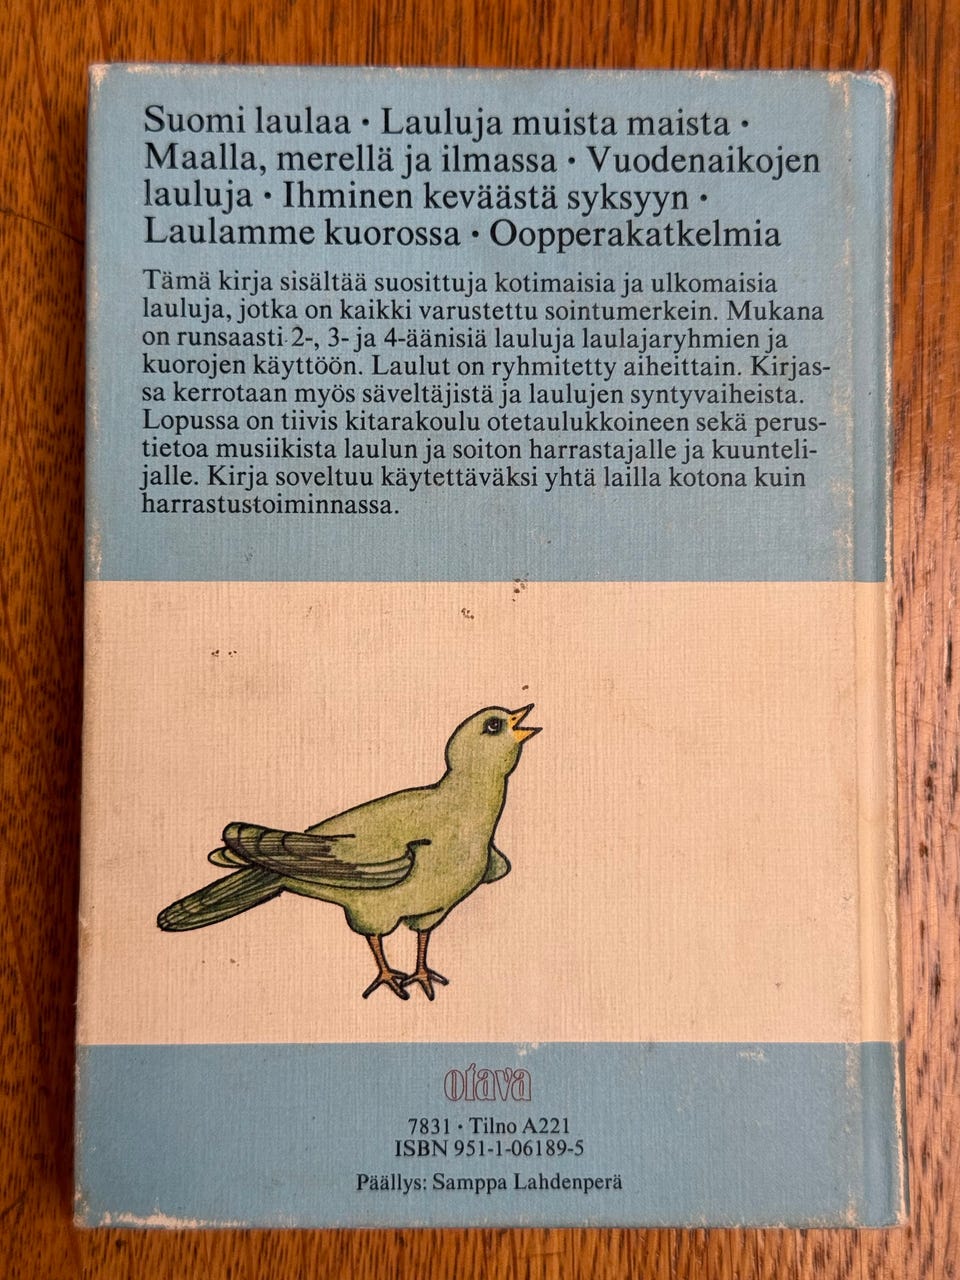 Suomi laulaa · Lauluja muista maista ·
Maalla, merellä ja ilmassa · Vuodenaikojen
lauluja · Ihminen keväästä syksyyn ·
Laulamme kuorossa · Oopperakatkelmia
Tämä kirja sisältää suosittuja kotimaisia ja ulkomaisia
lauluja, jotka on kaikki varustettu sointumerkein. Mukana
on runsaasti 2-, 3- ja 4-äänisiä lauluja laulajaryhmien ja
kuorojen käyttöön. Laulut on ryhmitetty aiheittain. Kirjas-
sa kerrotaan myös säveltäjistä ja laulujen syntyvaiheista.
Lopussa on tiivis kitarakoulu otetaulukkoineen sekä perus-
tietoa musiikista laulun ja soiton harrastajalle ja kuunteli-
jalle. Kirja soveltuu käytettäväksi yhtä lailla kotona kuin
harrastustoiminnassa.
otava
7831 · Tilno A221
ISBN 951-1-06189-5
Päällys: Samppa Lahdenperä